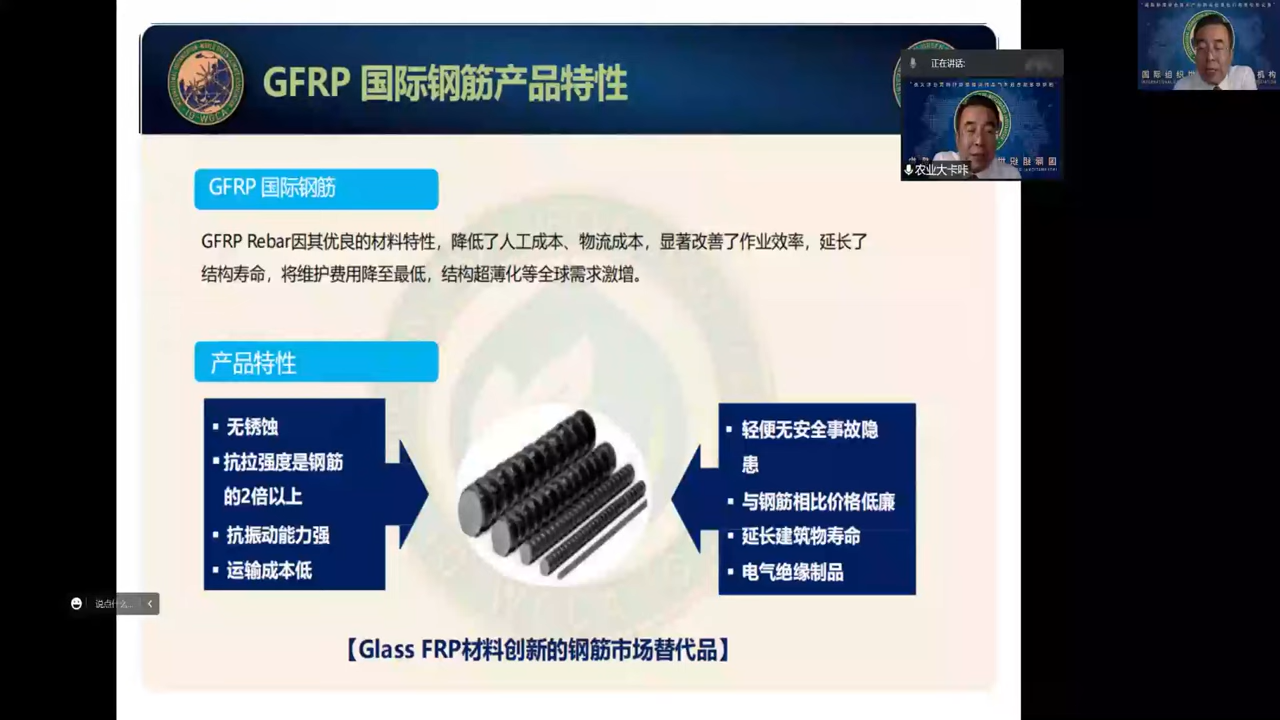 GFRP 国际钢筋产品特性
正在讲话:
农业大卡咔
GFRP 国际钢筋
GFRP Rebar因其优良的材料特性，降低了人工成本、物流成本，显著改善了作业效率，延长了
结构寿命，将维护费用降至最低，结构超薄化等全球需求激增。
产品特性
▪ 无锈蚀
▪ 抗拉强度是钢筋
的2倍以上
▪ 抗振动能力强
▪ 运输成本低
▪ 轻便无安全事故隐
患
▪ 与钢筋相比价格低廉
▪ 延长建筑物寿命
▪ 电气绝缘制品
说点什么...
【Glass FRP材料创新的钢筋市场替代品】